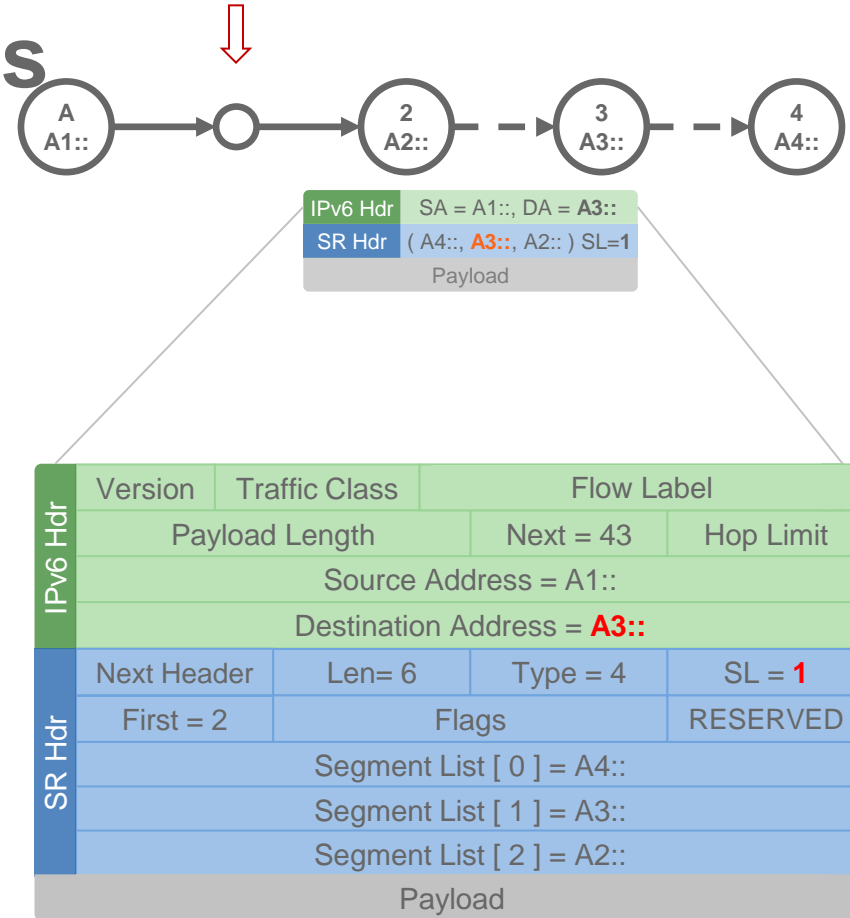 s
A
A1::
2
A2::
3
A3::
4
A4::
IPv6 Hdr SA = A1::, DA = A3::
SR Hdr ( A4::, A3::, A2:: ) SL=1
Payload
IPv6 Hdr
Version Traffic Class Flow Label
Payload Length Next = 43 Hop Limit
Source Address = A1::
Destination Address = A3::
SR Hdr
Next Header Len= 6 Type = 4 SL = 1
First = 2 Flags RESERVED
Segment List [ 0 ] = A4::
Segment List [ 1 ] = A3::
Segment List [ 2 ] = A2::
Payload